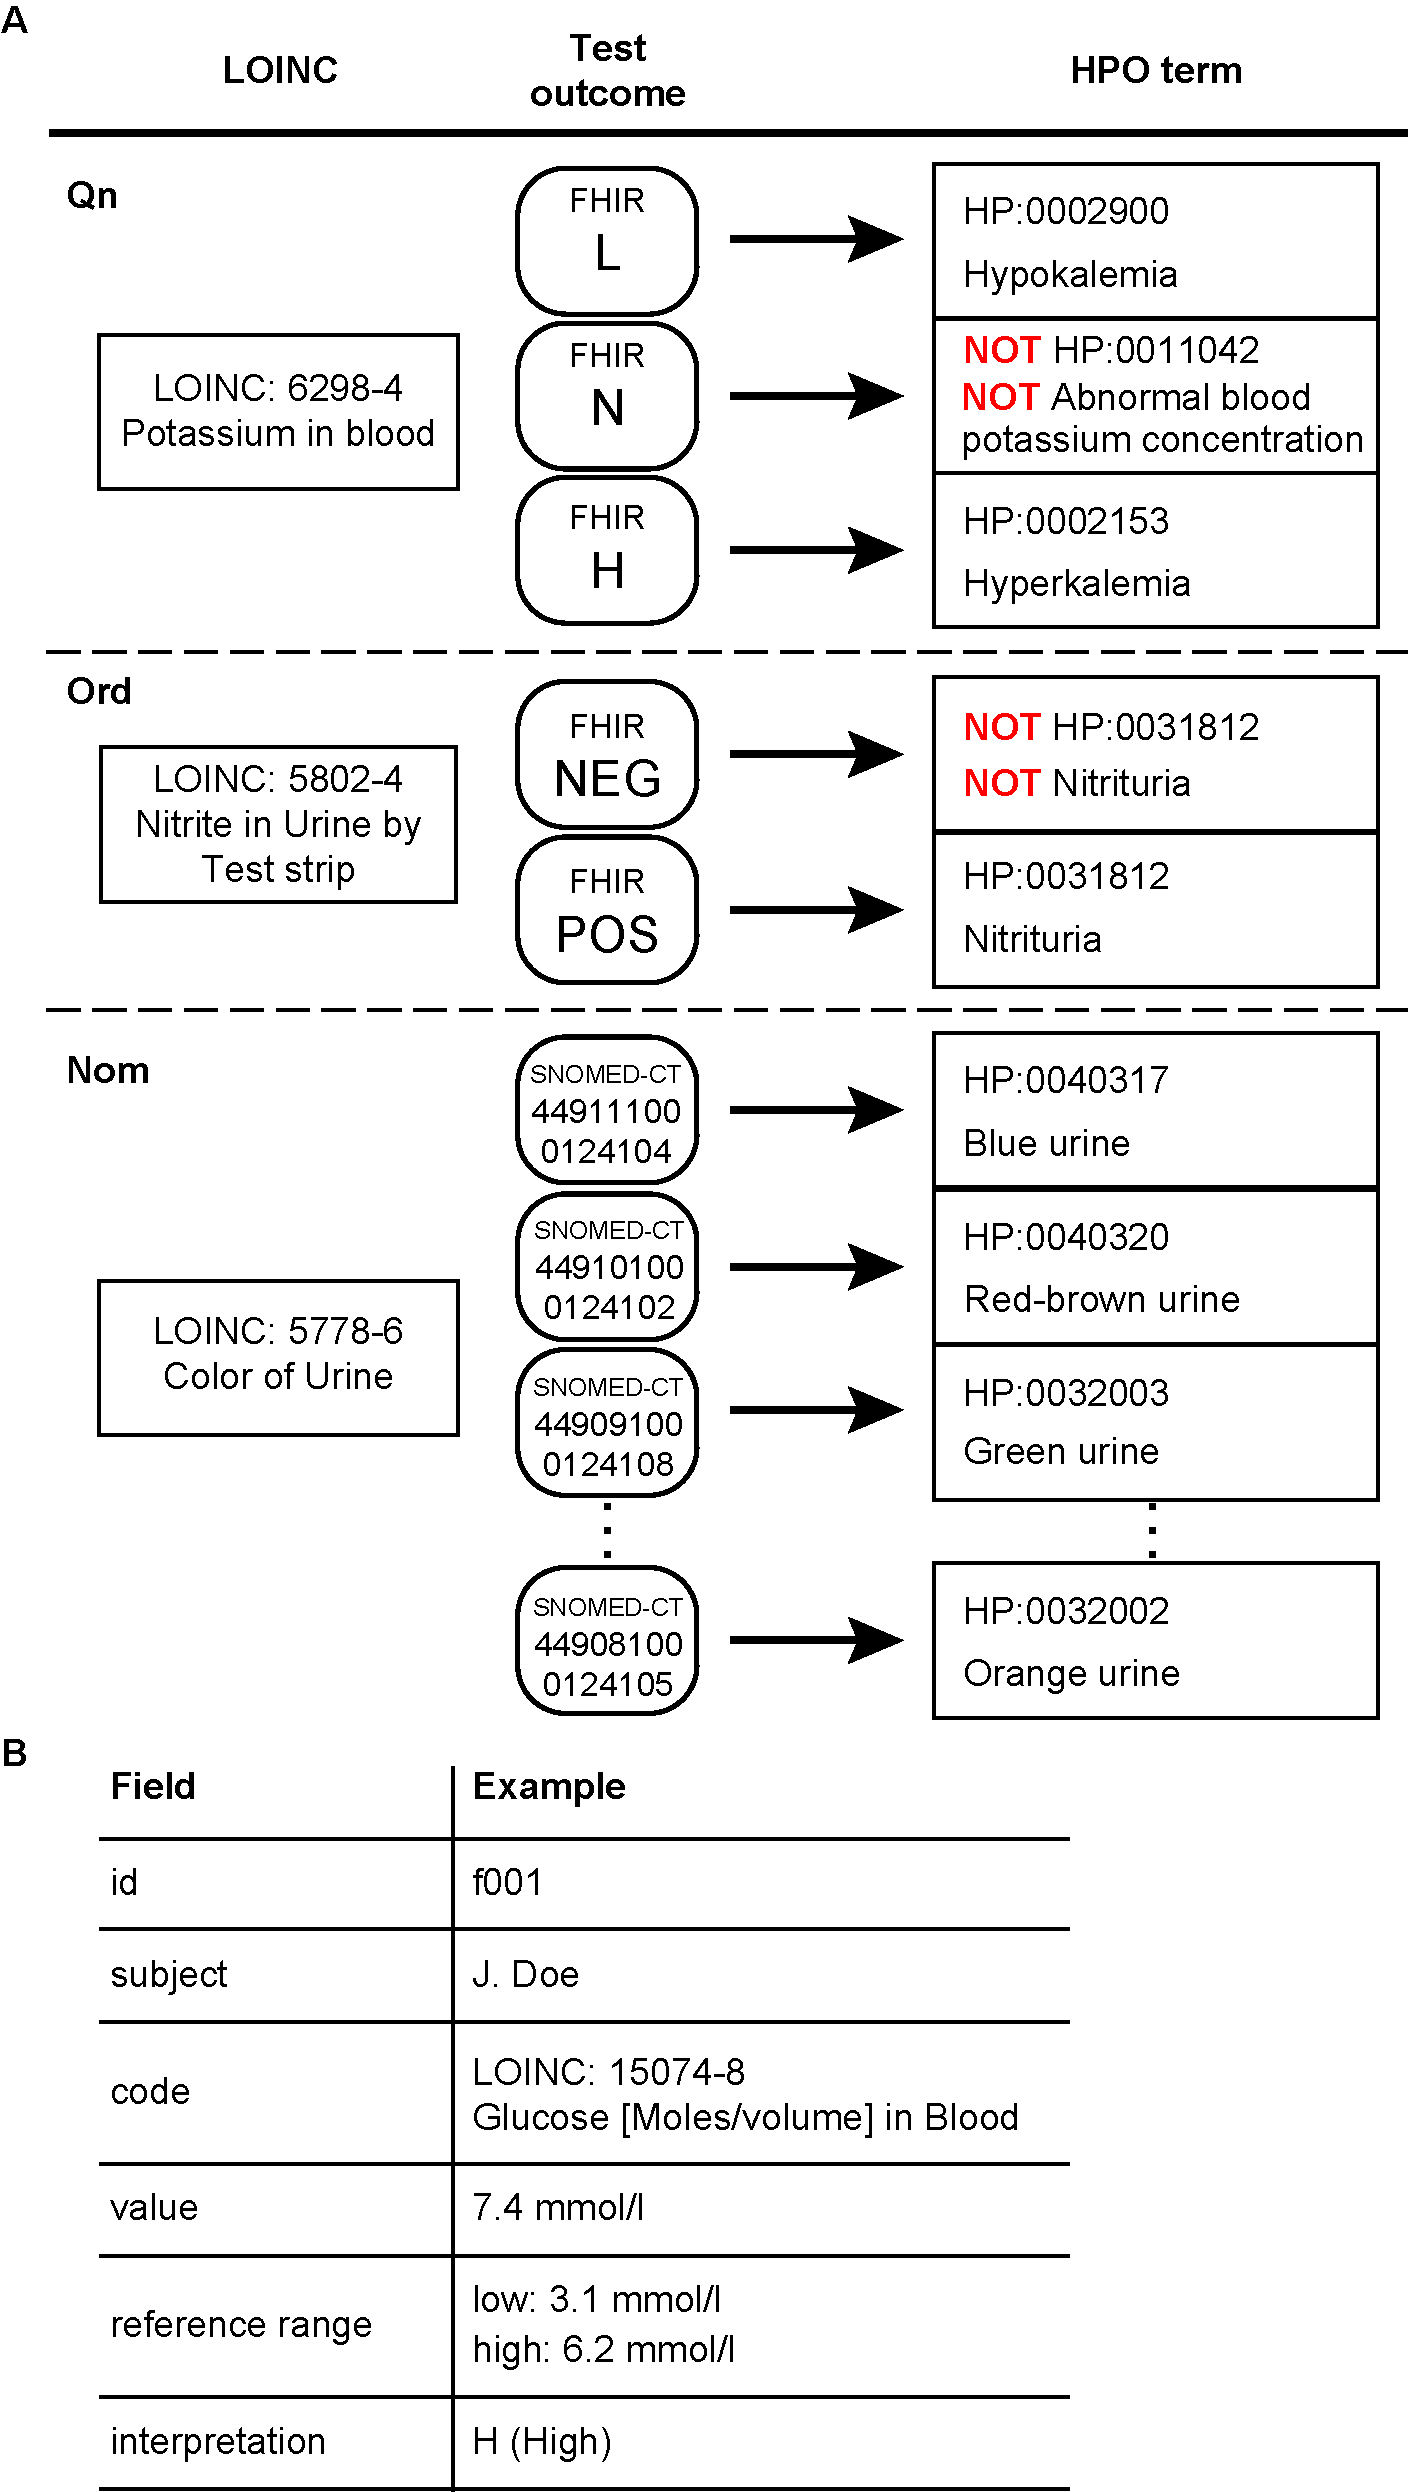 A
LOINC
Test
outcome
HPO term
Qn
LOINC: 6298-4
Potassium in blood
FHIR
L
HP:0002900
Hypokalemia
FHIR
N
NOT HP:0011042
NOT Abnormal blood
potassium concentration
FHIR
H
HP:0002153
Hyperkalemia
Ord
LOINC: 5802-4
Nitrite in Urine by
Test strip
FHIR
NEG
NOT HP:0031812
NOT Nitrituria
FHIR
POS
HP:0031812
Nitrituria
Nom
LOINC: 5778-6
Color of Urine
SNOMED-CT
44911100
0124104
HP:0040317
Blue urine
SNOMED-CT
44910100
0124102
HP:0040320
Red-brown urine
SNOMED-CT
44909100
0124108
HP:0032003
Green urine
SNOMED-CT
44908100
0124105
HP:0032002
Orange urine
B
Field
Example
id
f001
subject
J. Doe
code
LOINC: 15074-8
Glucose [Moles/volume] in Blood
value
7.4 mmol/l
reference range
low: 3.1 mmol/l
high: 6.2 mmol/l
interpretation
H (High)